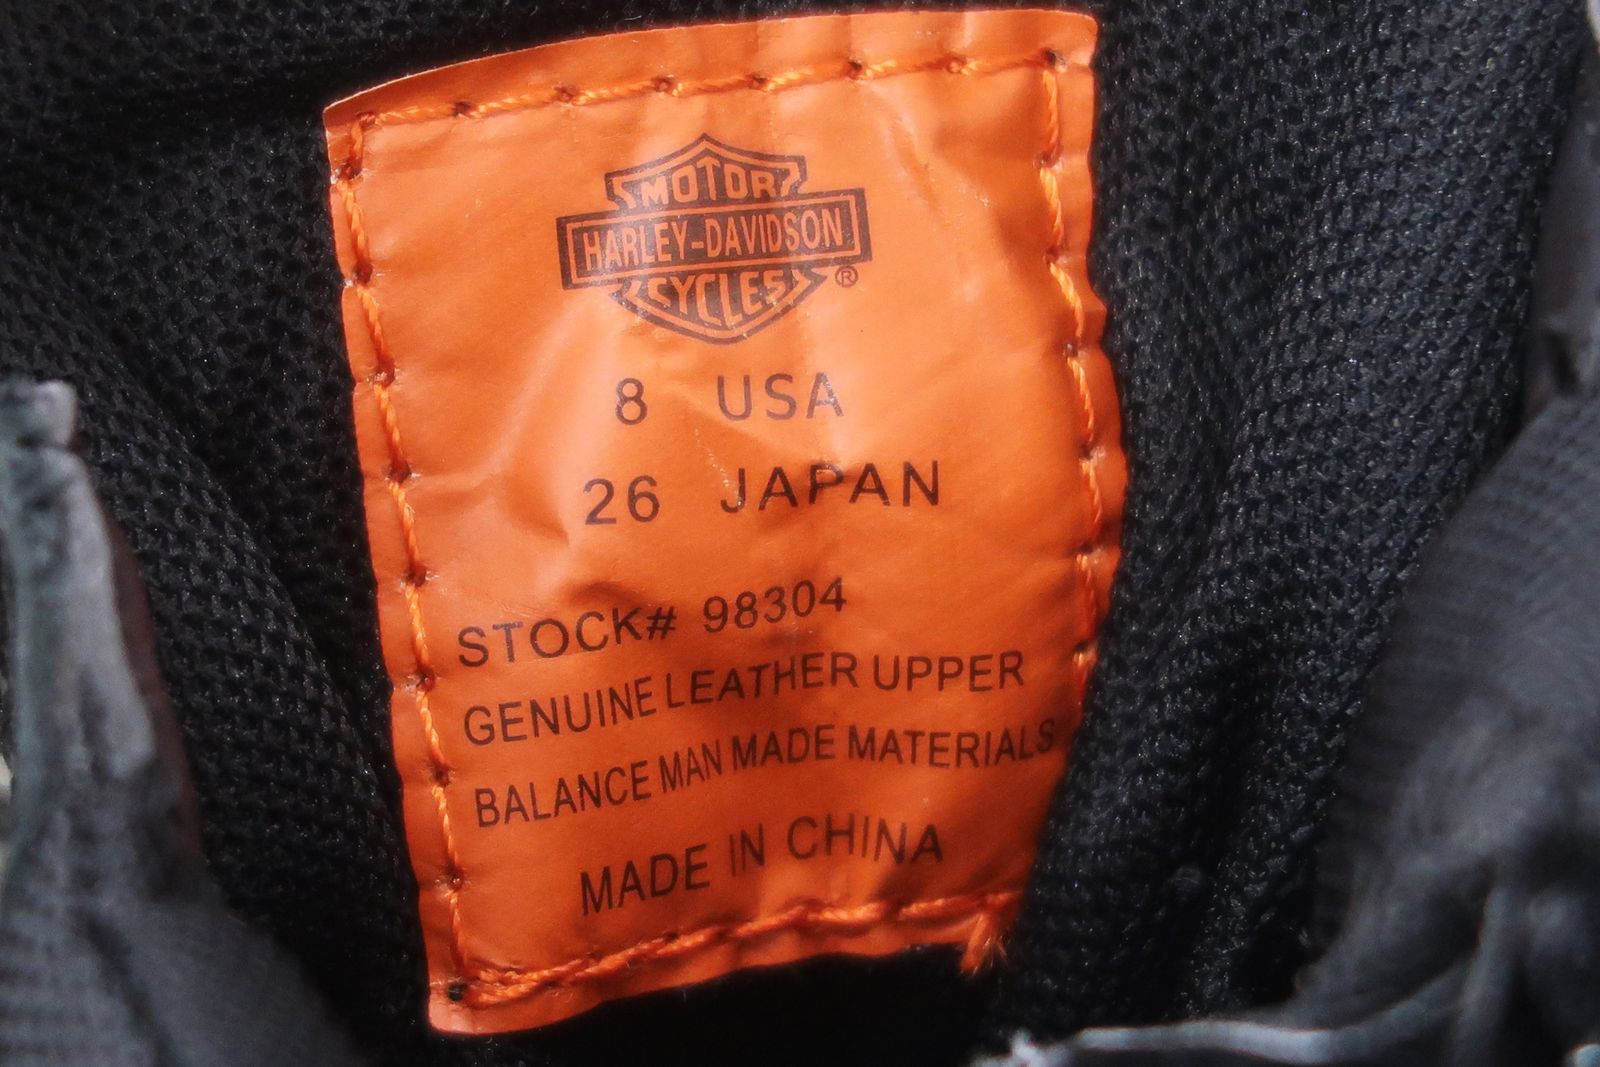 MOTOR
HARLEY-DAVIDSON
CYCLES ®
8 USA
26 JAPAN
STOCK# 98304
GENUINE LEATHER UPPER
BALANCE MAN MADE MATERIALS
MADE IN CHINA